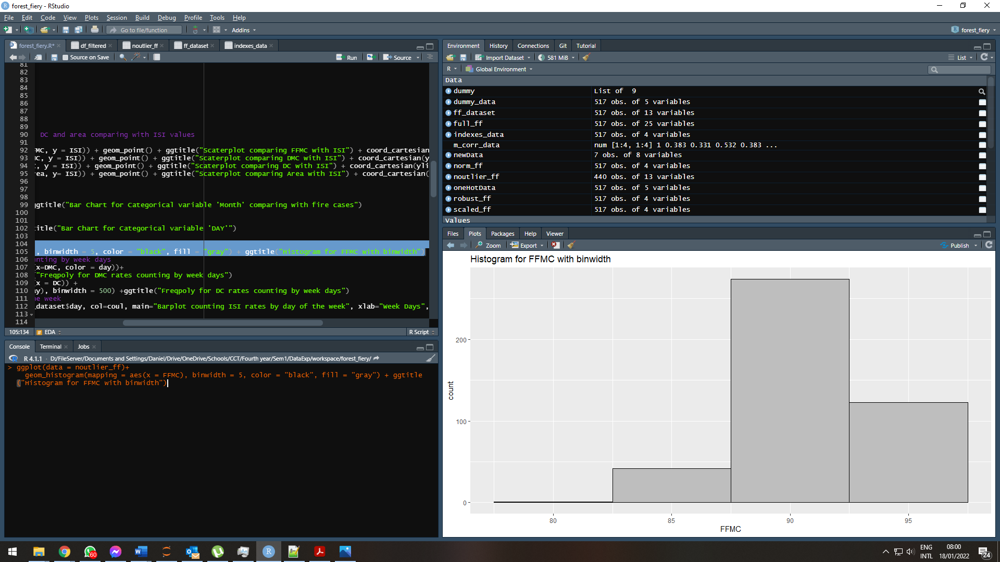 forest_fiery - RStudio
File Edit Code View Plots Session Build Debug Profile Tools Help
Go to file/function Addins forest_fiery
forest_fiery.R* df_filtered noutlier_ff ff_dataset indexes_data
Source on Save Run Source
81
82
83
84
85
86
87
88
89
90 DC and area comparing with ISI values
91
92 MC, y = ISI)) + geom_point() + ggtitle("Scaterplot comparing FFMC with ISI") + coord_cartesian
93 MC, y = ISI)) + geom_point() + ggtitle("Scaterplot comparing DMC with ISI") + coord_cartesian(y
94 , y = ISI)) + geom_point() + ggtitle("Scaterplot comparing DC with ISI") + coord_cartesian(yli
95 rea, y= ISI)) + geom_point() + ggtitle("Scaterplot comparing Area with ISI") + coord_cartesian(
96
97
98
99 ggtitle("Bar Chart for Categorical variable 'Month' comparing with fire cases")
100
101
102 title("Bar Chart for Categorical variable 'DAY'")
103
104
105 , binwidth = 5, color = "black", fill = "gray") + ggtitle("Histogram for FFMC with binwidth")
106 unting by week days
107 (x=DMC, color = day))+
108 ("Freqpoly for DMC rates counting by week days")
109 (x = DC)) +
110 ay), binwidth = 500) +ggtitle("Freqpoly for DC rates counting by week days")
111 he week
112 _dataset$day, col=coul, main="Barplot counting ISI rates by day of the week", xlab="Week Days",
113
114
105:134 # EDA R Script
Console Terminal Jobs
R 4.1.1 · D:/FileServer/Documents and Settings/Daniel/Drive/OneDrive/Schools/CCT/Fourth year/Sem1/DataExp/workspace/forest_fiery/
> ggplot(data = noutlier_ff)+
geom_histogram(mapping = aes(x = FFMC), binwidth = 5, color = "black", fill = "gray") + ggtitle
("Histogram for FFMC with binwidth")
Environment History Connections Git Tutorial
Import Dataset 581 MiB List
R Global Environment
Data
dummy List of 9
dummy_data 517 obs. of 5 variables
ff_dataset 517 obs. of 13 variables
full_ff 517 obs. of 25 variables
indexes_data 517 obs. of 4 variables
m_corr_data num [1:4, 1:4] 1 0.383 0.331 0.532 0.383 ...
newData 7 obs. of 8 variables
norm_ff 517 obs. of 4 variables
noutlier_ff 440 obs. of 13 variables
oneHotData 517 obs. of 5 variables
robust_ff 517 obs. of 4 variables
scaled_ff 517 obs. of 4 variables
Values
Files Plots Packages Help Viewer
Zoom Export Publish
Histogram for FFMC with binwidth
200
100
0
count
80 85 90 95
FFMC
60
ENG
INTL
08:00
18/01/2022
24